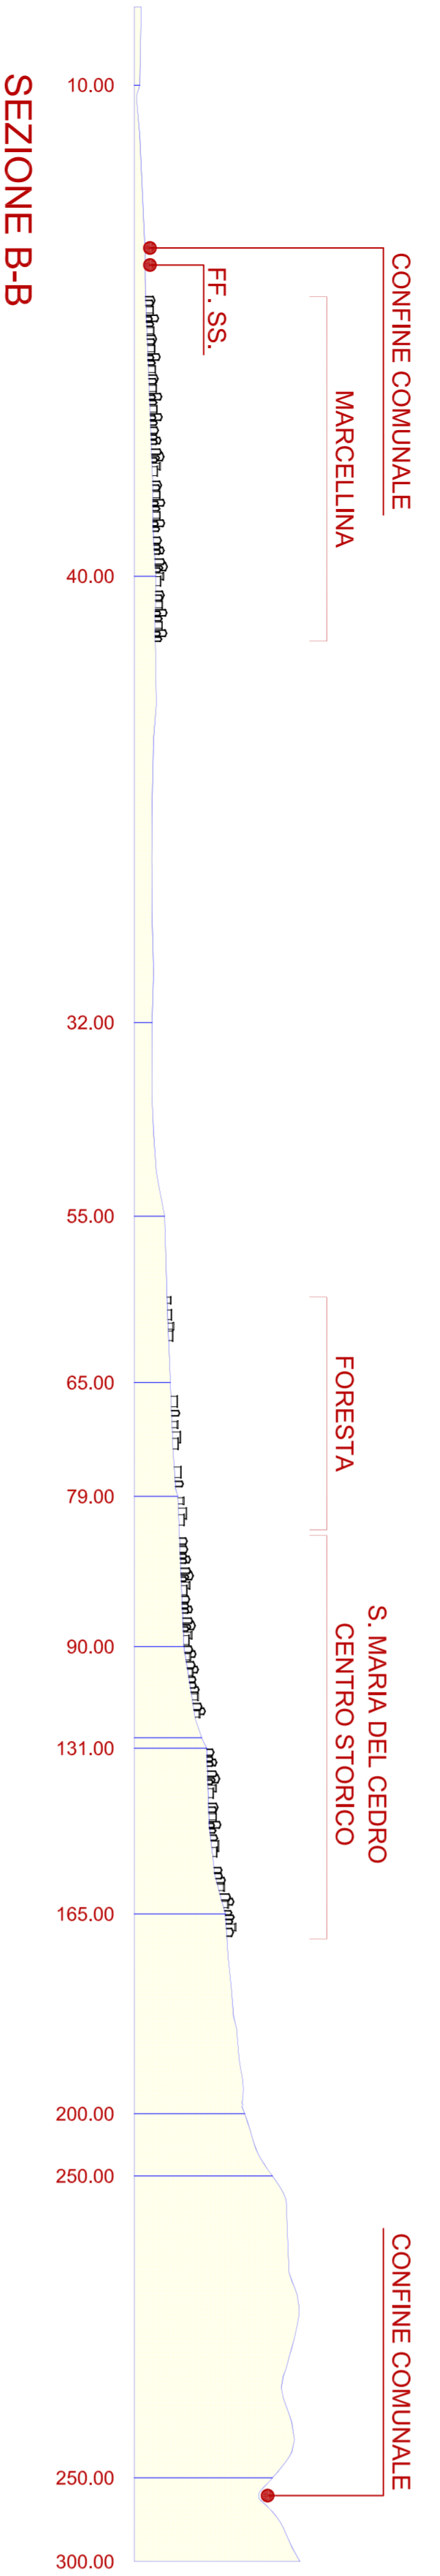 SEZIONE B-B
CONFINE COMUNALE
FF. SS.
MARCELLINA
FORESTA
S. MARIA DEL CEDRO
CENTRO STORICO
CONFINE COMUNALE
10.00
40.00
32.00
55.00
65.00
79.00
90.00
131.00
165.00
200.00
250.00
250.00
300.00